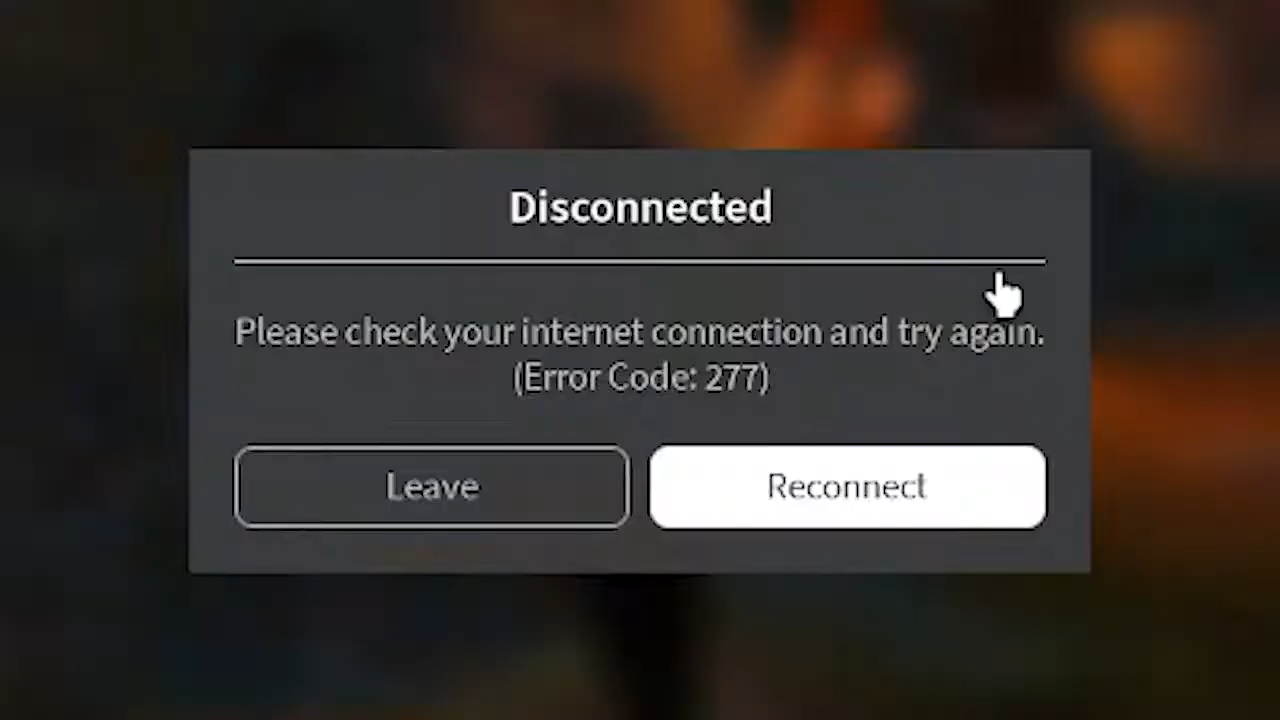 Disconnected
Please check your internet connection and try again.
(Error Code: 277)
Leave
Reconnect